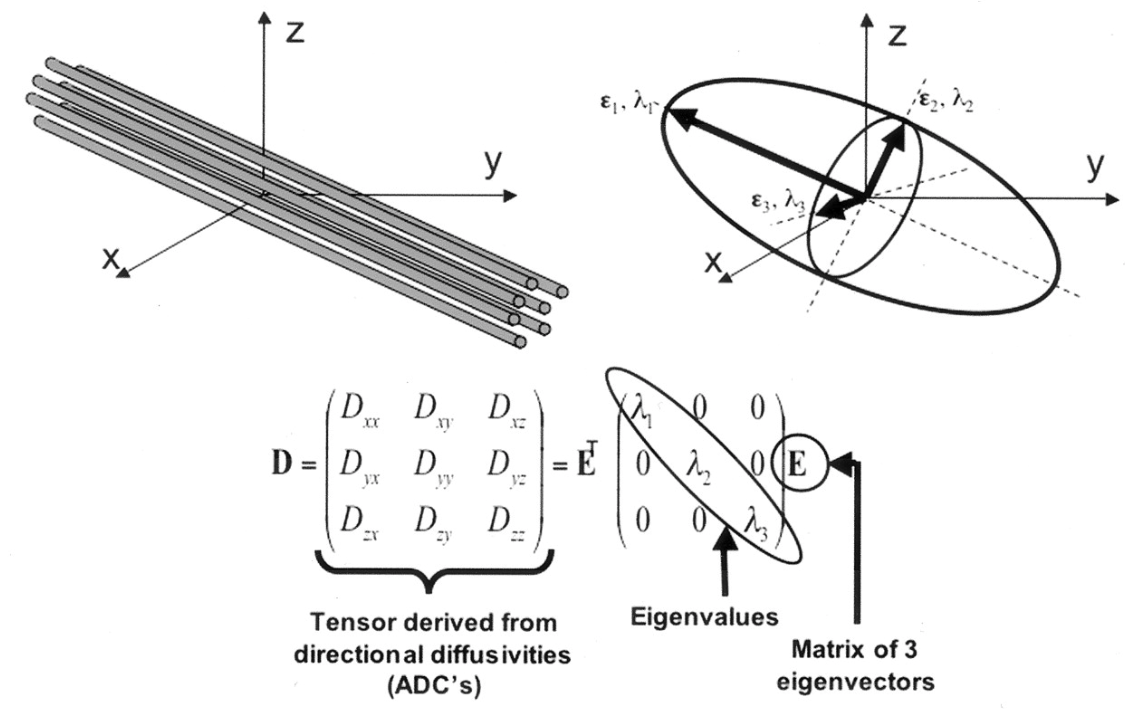 z
z
ε₁, λ₁
ε₂, λ₂
y
y
ε₃, λ₃
x
x
D = ( Dxx Dxy Dxz ) = Eᵀ ( λ₁ 0 0 ) E
Dyx Dyy Dyz 0 λ₂ 0
Dzx Dzy Dzz 0 0 λ₃
Tensor derived from
directional diffusivities
(ADC's)
Eigenvalues
Matrix of 3
eigenvectors